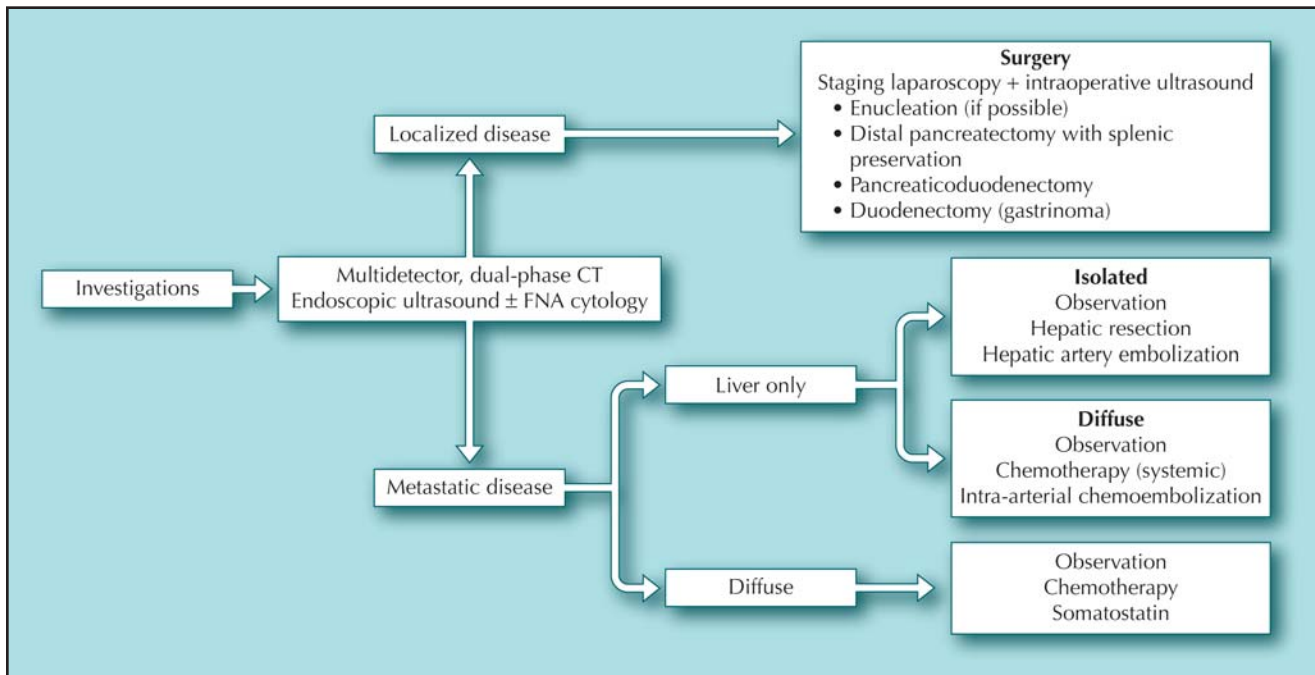 Surgery
Staging laparoscopy + intraoperative ultrasound
• Enucleation (if possible)
• Distal pancreatectomy with splenic
preservation
• Pancreaticoduodenectomy
• Duodenectomy (gastrinoma)
Localized disease
Investigations
Multidetector, dual-phase CT
Endoscopic ultrasound ± FNA cytology
Isolated
Observation
Hepatic resection
Hepatic artery embolization
Liver only
Diffuse
Observation
Chemotherapy (systemic)
Intra-arterial chemoembolization
Metastatic disease
Diffuse
Observation
Chemotherapy
Somatostatin